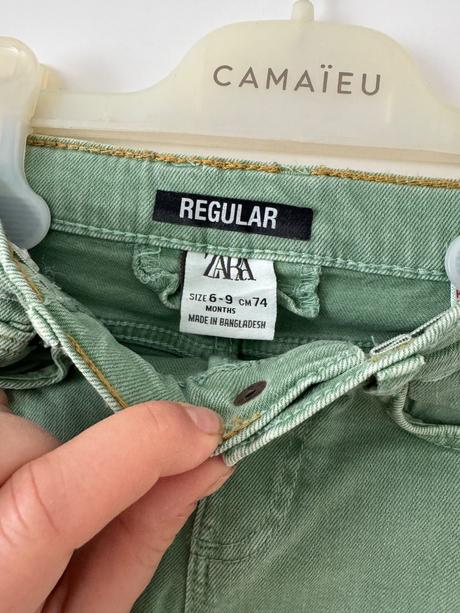 CAMAÏEU
REGULAR
ZARA
SIZE 6-9 CM 74
MONTHS
MADE IN BANGLADESH